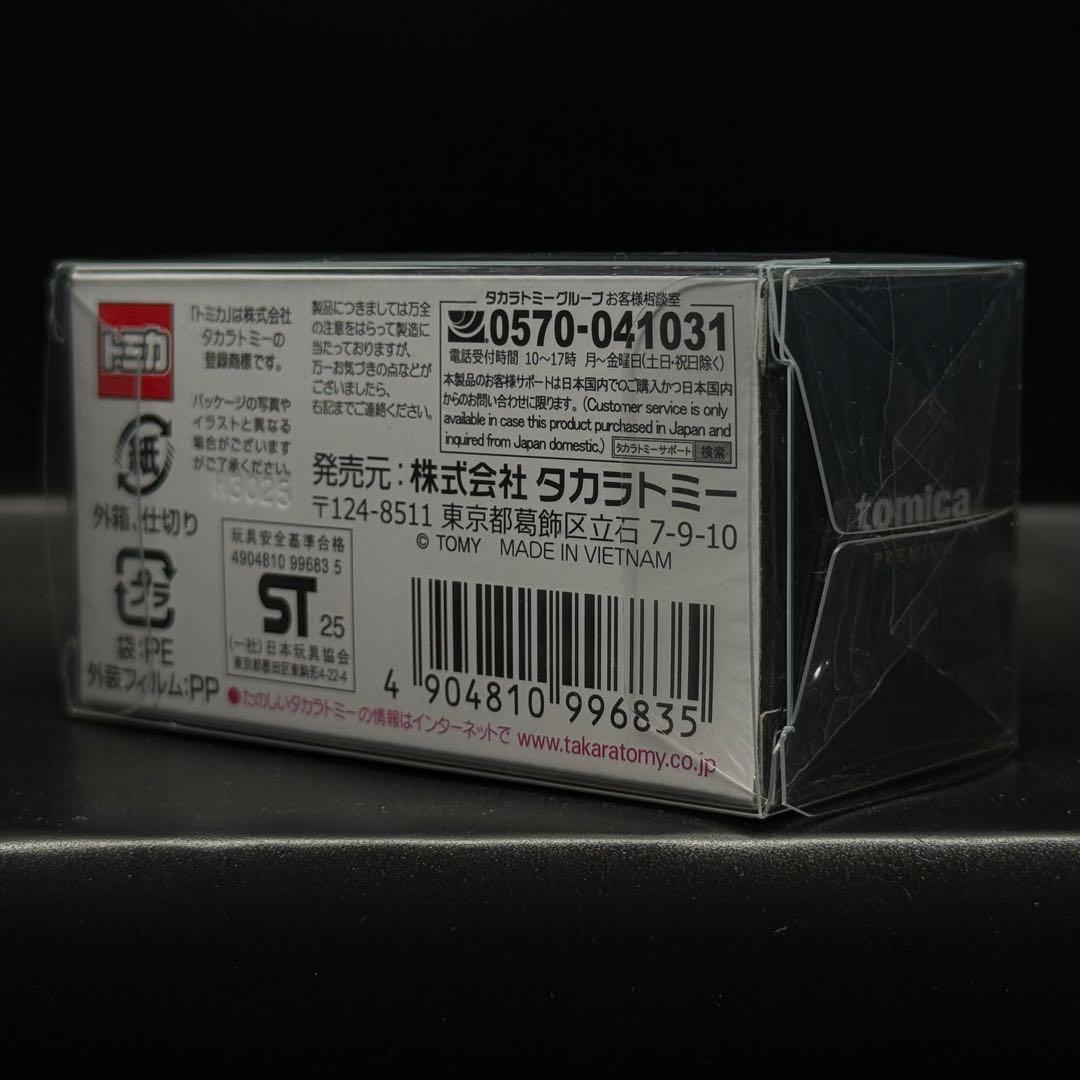 トミカ
「トミカ」は株式会社
タカラトミーの
登録商標です。
パッケージの写真や
イラストと異なる
場合がございます
がご了承ください。
製品につきましては万全
の注意をはらって製造に
当たっておりますが、
万一お気づきの点などが
ございましたら、
右記までご連絡ください。
タカラトミーグループ お客様相談室
0570-041031
電話受付時間 10〜17時 月〜金曜日(土日・祝日除く)
本製品のお客様サポートは日本国内でのご購入かつ日本国内
からのお問い合わせに限ります。(Customer service is only
available in case this product purchased in Japan and
inquired from Japan domestic.) タカラトミーサポート 検索
発売元:株式会社 タカラトミー
〒124-8511 東京都葛飾区立石 7-9-10
© TOMY MADE IN VIETNAM
紙
外箱、仕切り
プラ
袋:PE
外装フィルム:PP
玩具安全基準合格
4904810 99683 5
ST 25
(一社)日本玩具協会
東京都墨田区東駒形4-22-4
4 904810 996835
●たのしいタカラトミーの情報はインターネットで www.takaratomy.co.jp
tomica
PREMIUM